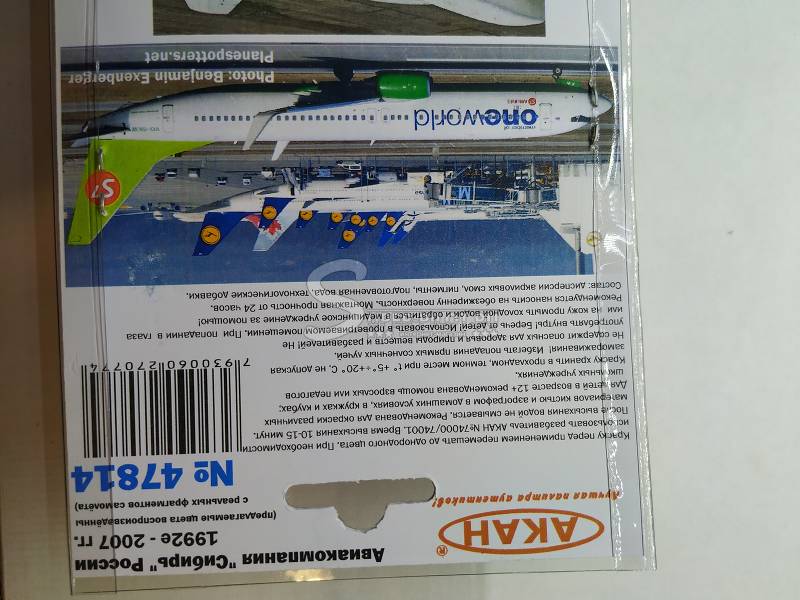 Авиакомпания "Сибирь" России
1992е - 2007 гг.
(предлагаемые цвета воспроизведены
с реальных фрагментов самолёта)
№ 47814
АКАН®
Лучшая палитра аутентиков!
Краску перед применением перемешать до однородного цвета. При необходимости
использовать разбавитель АКАН №74000/74001. Время высыхания 10-15 минут.
После высыхания водой не смывается. Рекомендована для окраски различных
материалов кистью и аэрографом в домашних условиях, в кружках и клубах,
школьных учреждениях.
Для детей в возрасте 12+ рекомендована помощь взрослых или педагогов
Краску хранить в прохладном, темном месте при t° +5°÷+20°С, не допуская
замораживания! Избегать попадания прямых солнечных лучей.
Не содержит опасных для здоровья и природы веществ и разбавителей! Не
употреблять внутрь! Беречь от детей! Использовать в проветриваемом помещении. При попадании в глаза
или на кожу промыть холодной водой и обратиться в медицинское учреждение за помощью!
Рекомендуется наносить на обезжиренную поверхность. Монтажная прочность от 24 часов.
Состав: дисперсии акриловых смол, пигменты, подготовленная вода, технологические добавки.
7930060270774
oneworld
S7
Photo: Benjamin Exenberger
Planespotters.net